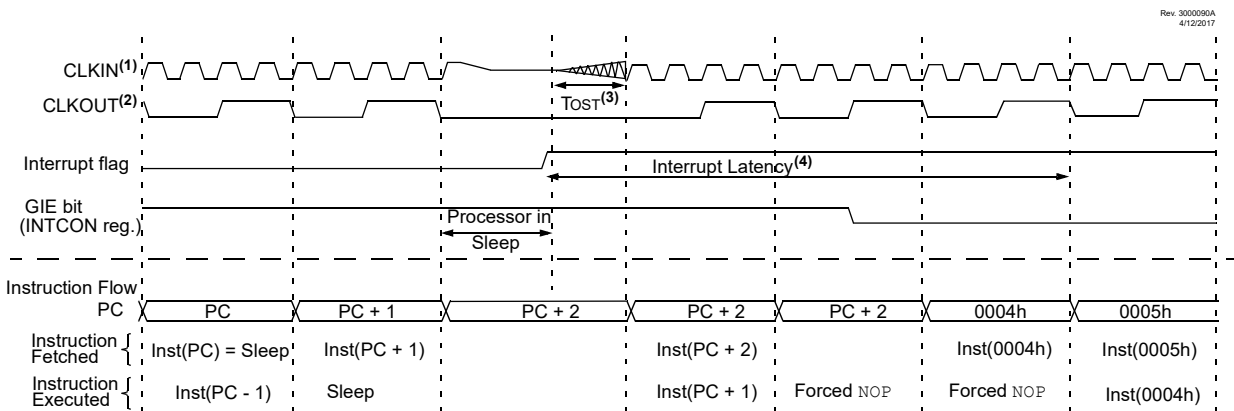 Rev. 3000090A
4/12/2017
CLKIN(1)
CLKOUT(2)
TOST(3)
Interrupt flag
Interrupt Latency(4)
GIE bit
(INTCON reg.)
Processor in
Sleep
Instruction Flow
PC PC PC + 1 PC + 2 PC + 2 PC + 2 0004h 0005h
Instruction
Fetched { Inst(PC) = Sleep Inst(PC + 1) Inst(PC + 2) Inst(0004h) Inst(0005h)
Instruction
Executed { Inst(PC - 1) Sleep Inst(PC + 1) Forced NOP Forced NOP Inst(0004h)